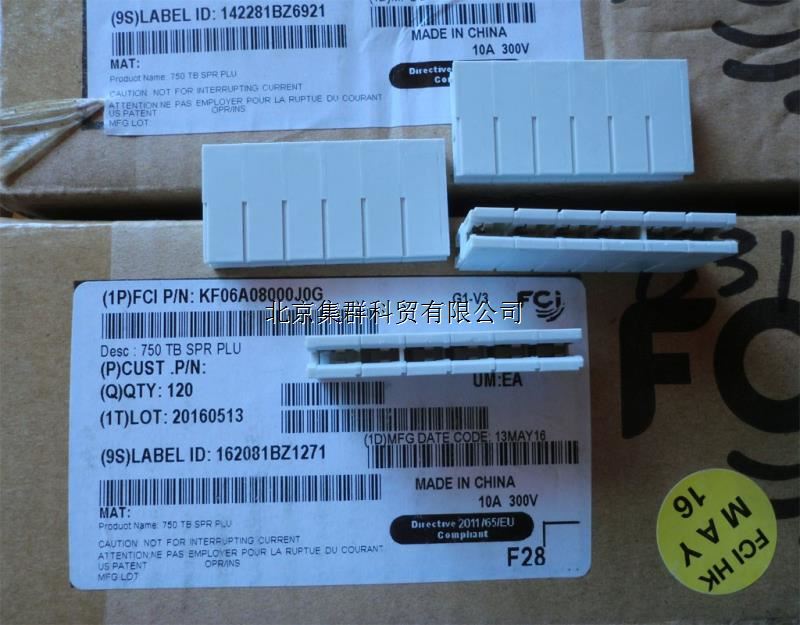 (9S)LABEL ID: 142281BZ6921
MADE IN CHINA
10A 300V
MAT:
Product Name: 750 TB SPR PLU
CAUTION: NOT FOR INTERRUPTING CURRENT
ATTENTION:NE PAS EMPLOYER POUR LA RUPTUE DU COURANT
US PATENT OPR/INS
MFG LOT:
Directive
(1P)FCI P/N: KF06A08000J0G
G1-V3
FCi
北京集群科贸有限公司
Desc : 750 TB SPR PLU
(P)CUST .P/N:
(Q)QTY: 120
UM:EA
(1T)LOT: 20160513
(1D)MFG DATE CODE: 13MAY16
(9S)LABEL ID: 162081BZ1271
MADE IN CHINA
10A 300V
MAT:
Product Name: 750 TB SPR PLU
Directive 2011/65/EU
Compliant
CAUTION: NOT FOR INTERRUPTING CURRENT
ATTENTION:NE PAS EMPLOYER POUR LA RUPTUE DU COURANT
US PATENT OPR/INS
MFG LOT:
F28
FCI HK
MAY
16